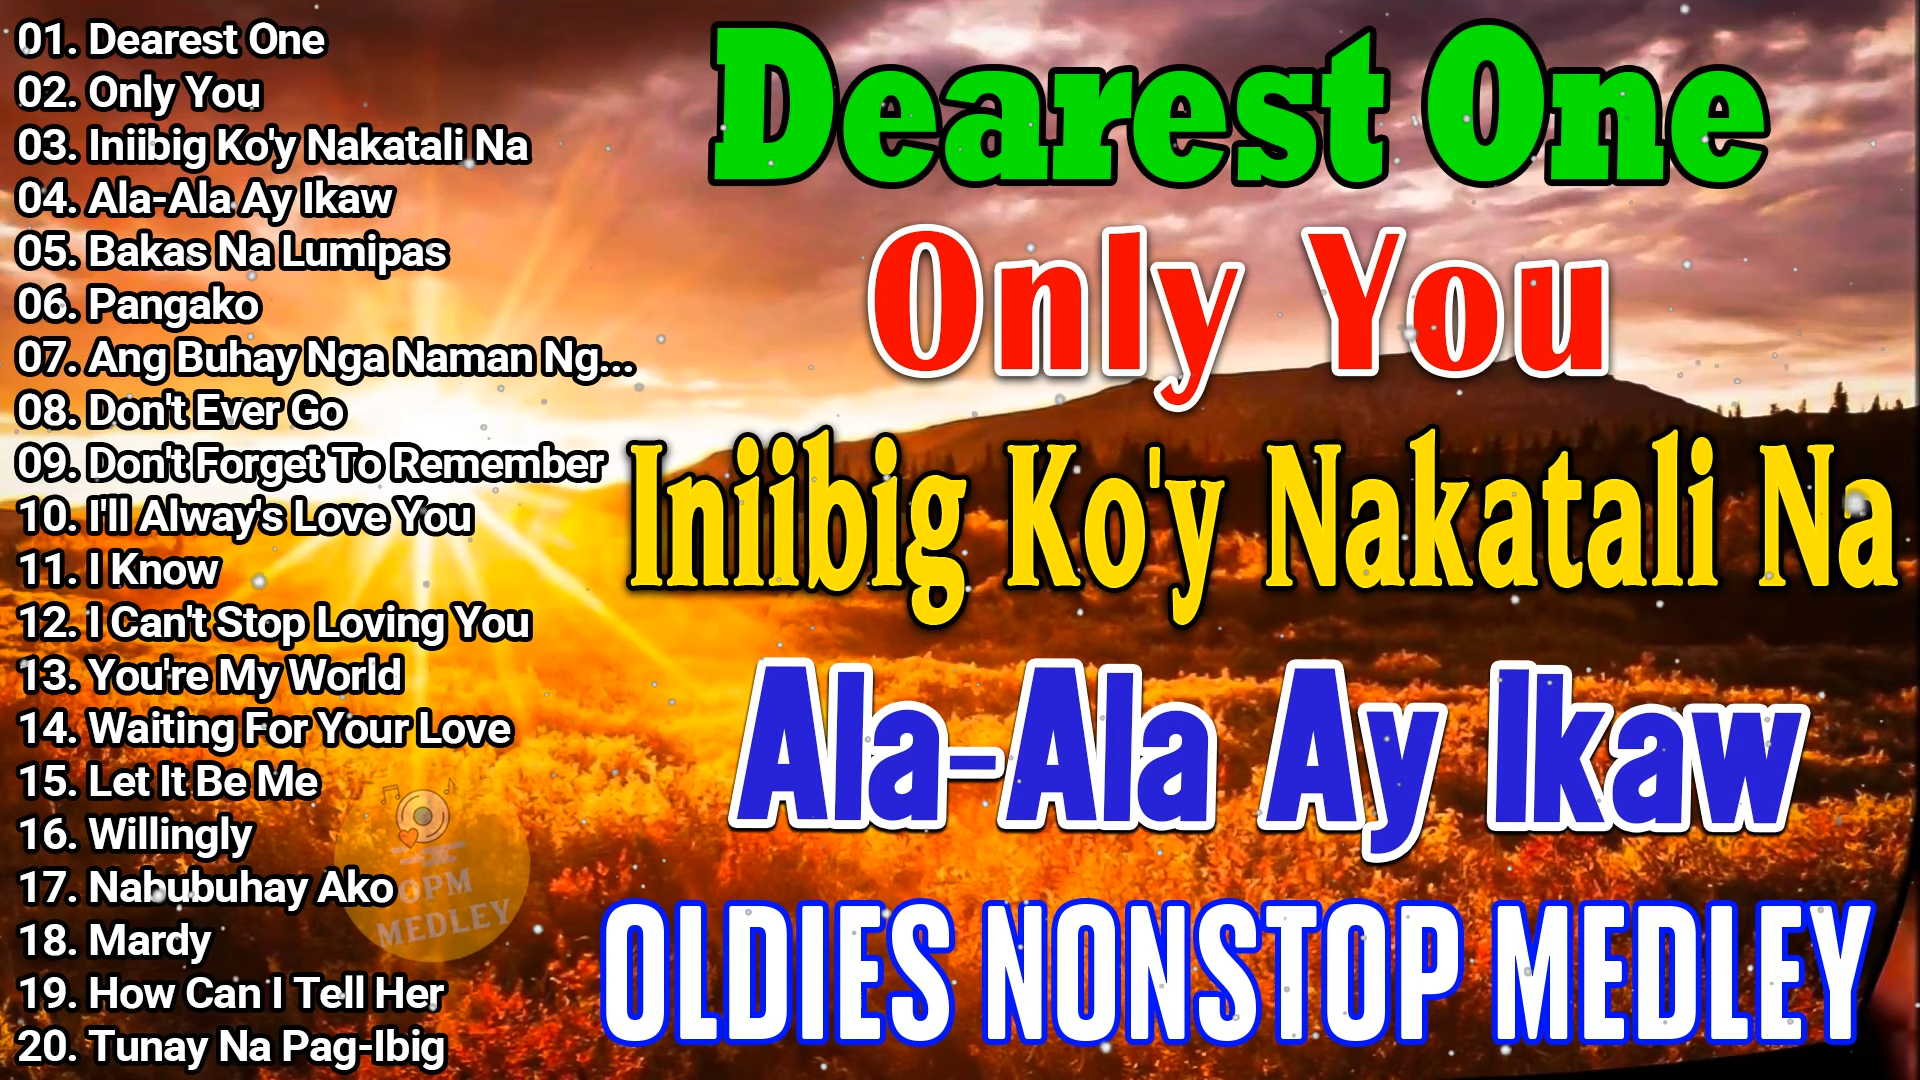 01. Dearest One
02. Only You
03. Iniibig Ko'y Nakatali Na
04. Ala-Ala Ay Ikaw
05. Bakas Na Lumipas
06. Pangako
07. Ang Buhay Nga Naman Ng...
08. Don't Ever Go
09. Don't Forget To Remember
10. I'll Alway's Love You
11. I Know
12. I Can't Stop Loving You
13. You're My World
14. Waiting For Your Love
15. Let It Be Me
16. Willingly
17. Nabubuhay Ako
18. Mardy
19. How Can I Tell Her
20. Tunay Na Pag-Ibig
OPM
MEDLEY
Dearest One
Only You
Iniibig Ko'y Nakatali Na
Ala-Ala Ay Ikaw
OLDIES NONSTOP MEDLEY